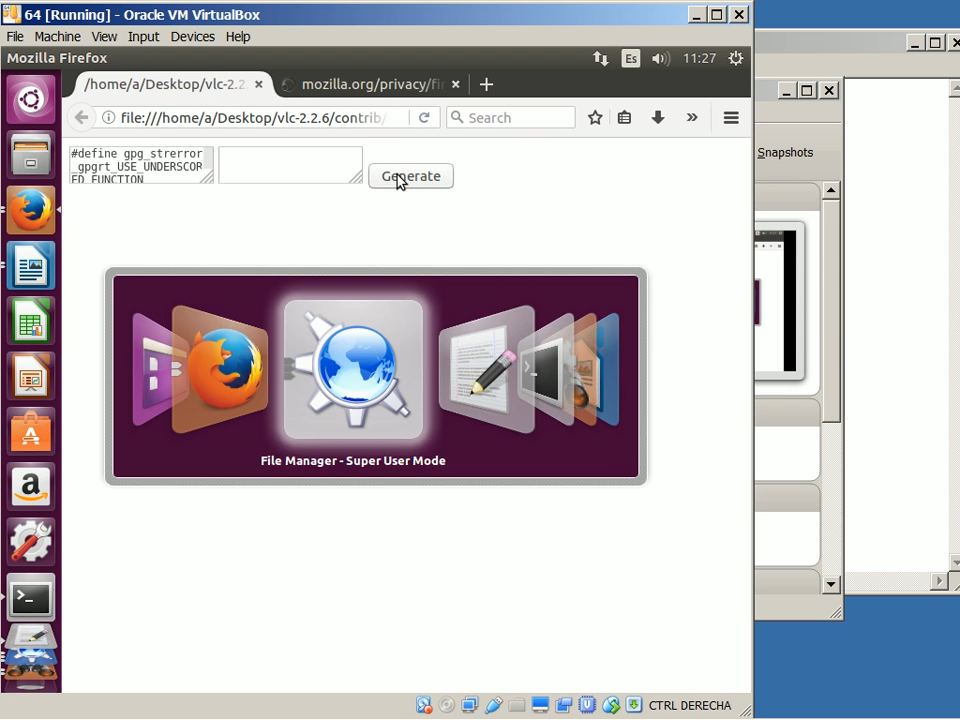 64 [Running] - Oracle VM VirtualBox
File Machine View Input Devices Help
Mozilla Firefox
Es
11:27
/home/a/Desktop/vlc-2.2.
mozilla.org/privacy/fi
file:///home/a/Desktop/vlc-2.2.6/contrib/
Search
#define gpg_strerror
_gpgrt_USE_UNDERSCOR
ED_FUNCTION
Generate
Snapshots
File Manager - Super User Mode
CTRL DERECHA